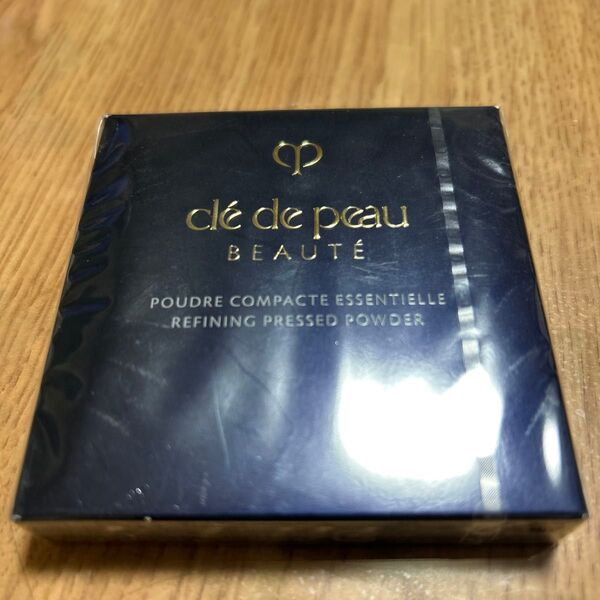 clé de peau
BEAUTÉ
POUDRE COMPACTE ESSENTIELLE
REFINING PRESSED POWDER